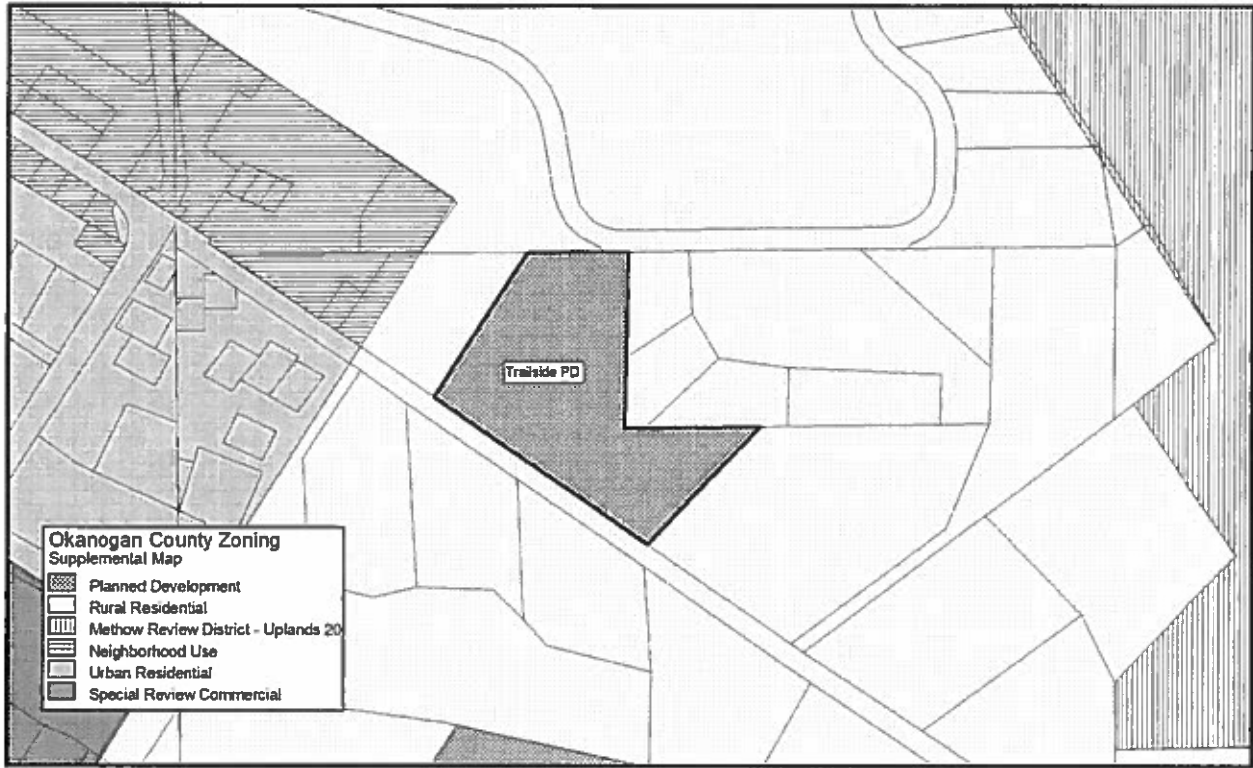 Trailside PD
Okanogan County Zoning
Supplemental Map
Planned Development
Rural Residential
Methow Review District - Uplands 20
Neighborhood Use
Urban Residential
Special Review Commercial